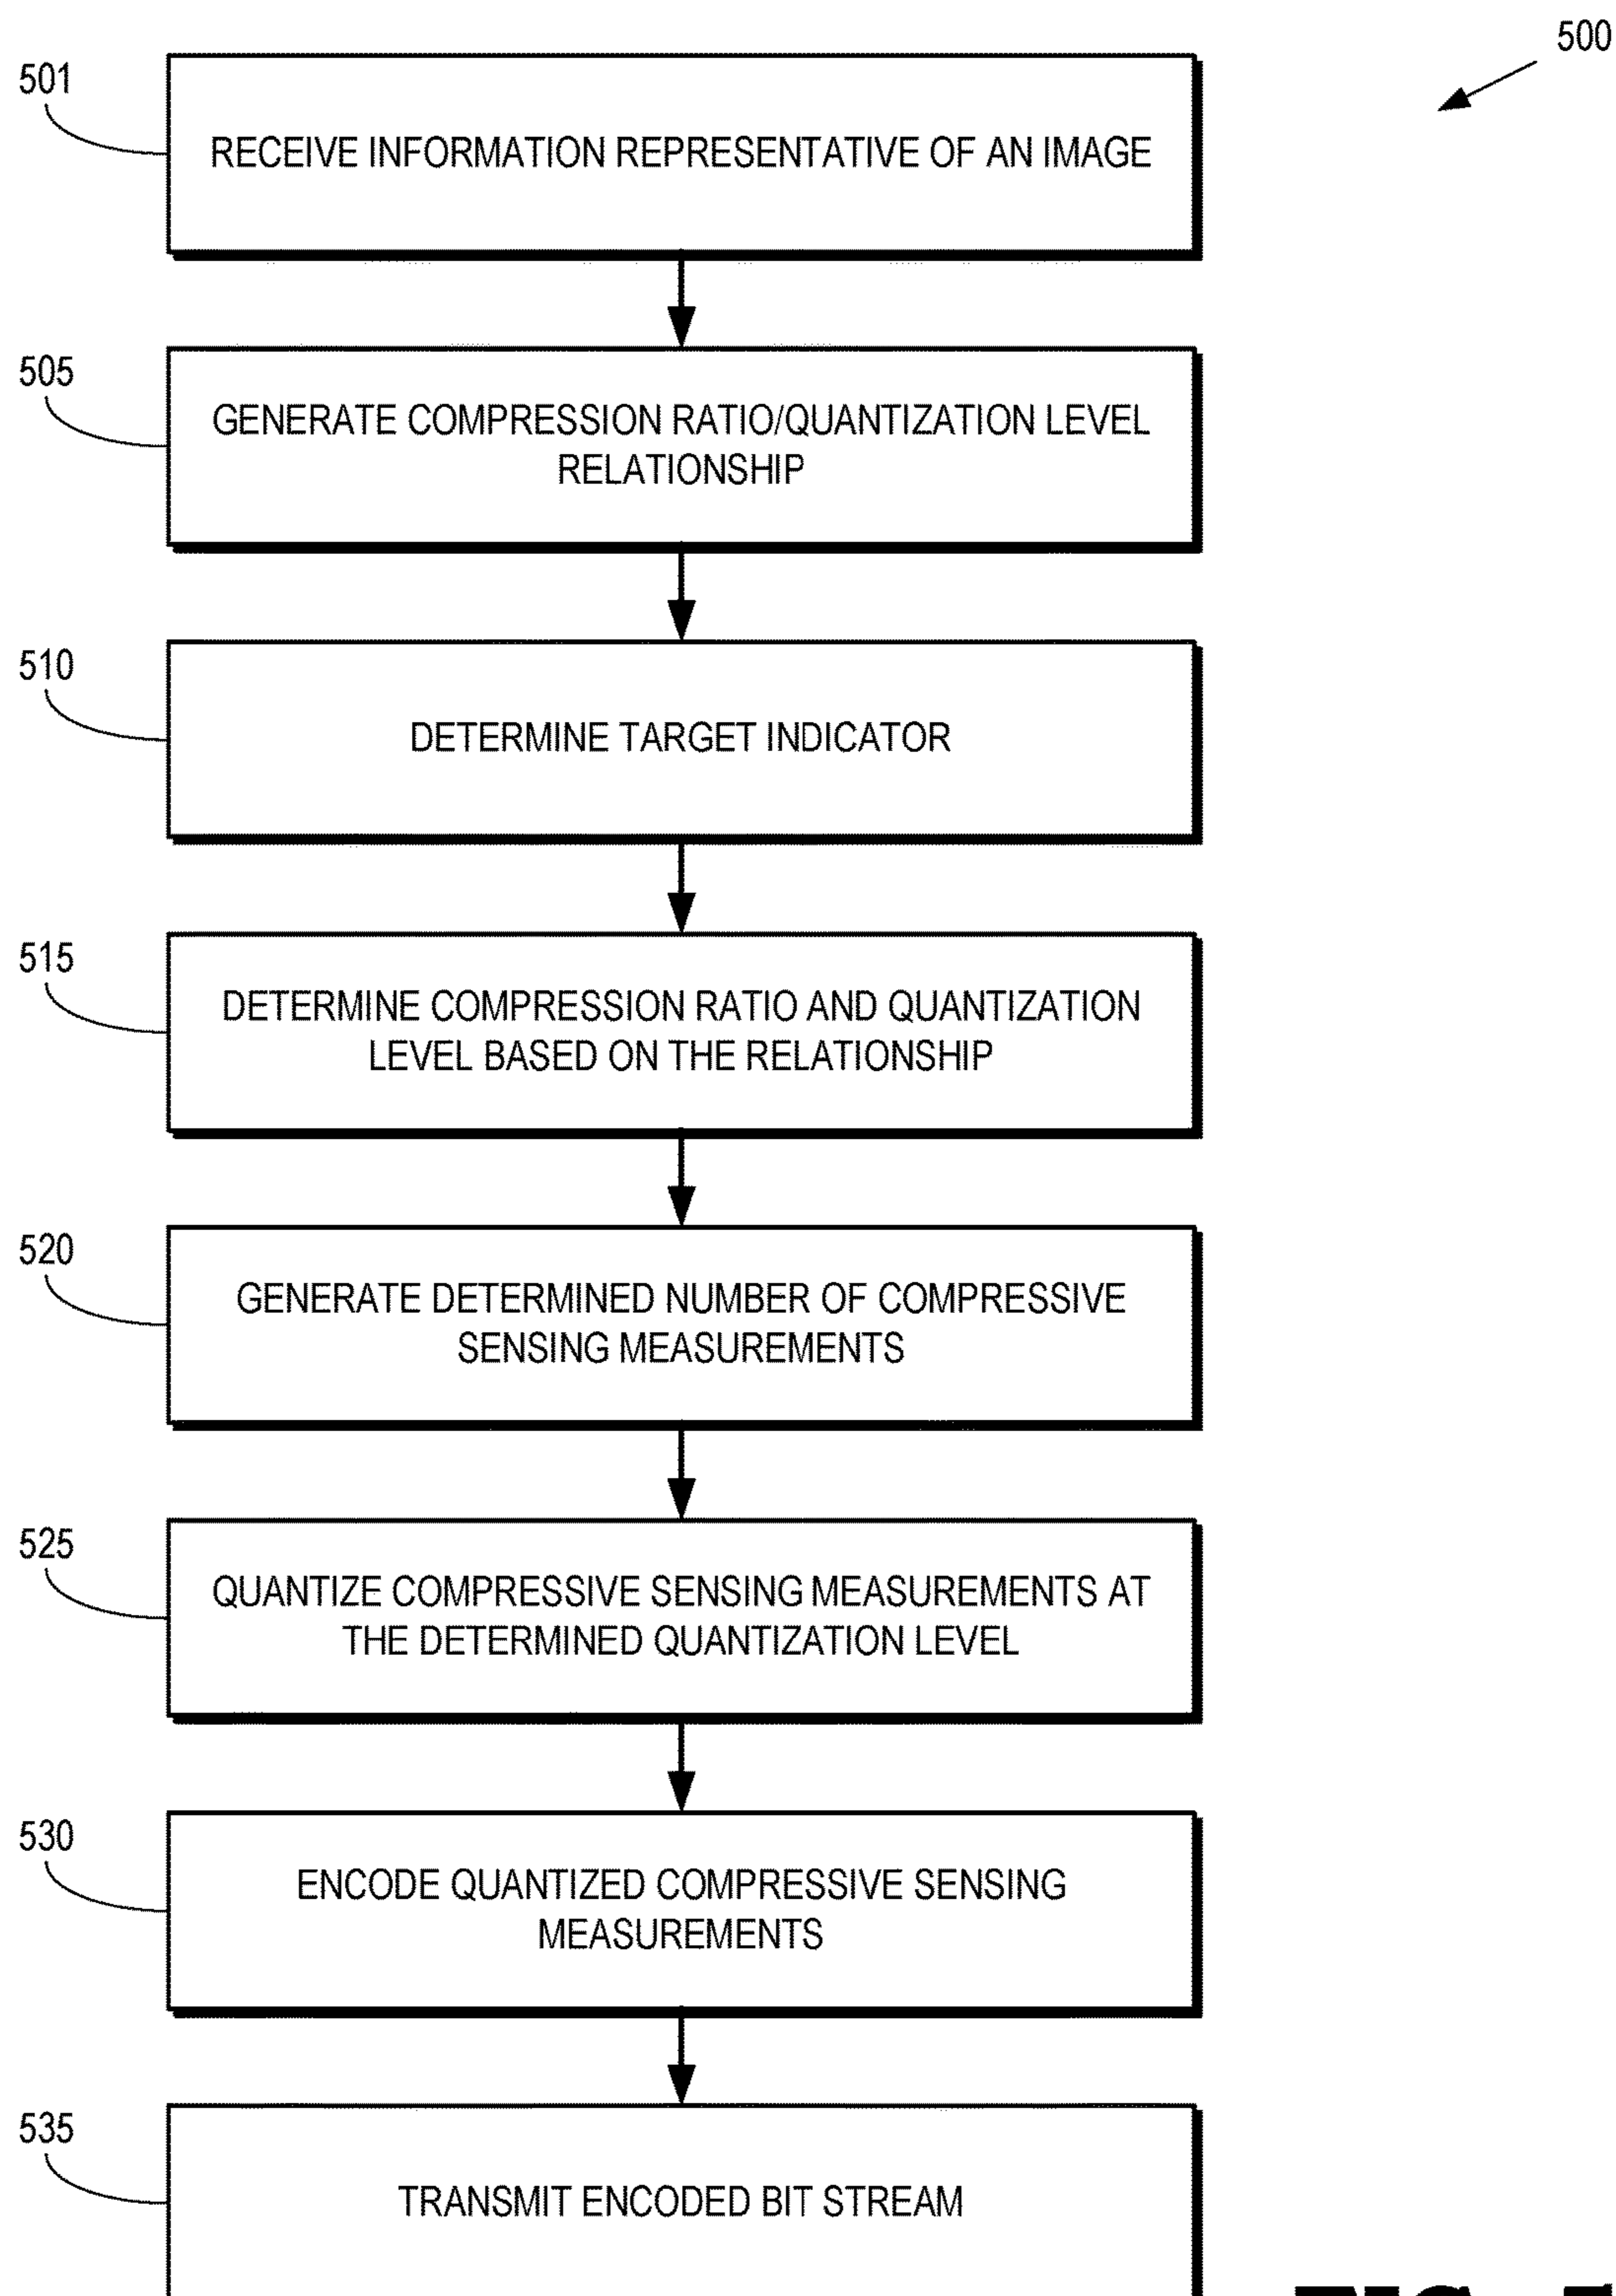 500
501
RECEIVE INFORMATION REPRESENTATIVE OF AN IMAGE
505
GENERATE COMPRESSION RATIO/QUANTIZATION LEVEL
RELATIONSHIP
510
DETERMINE TARGET INDICATOR
515
DETERMINE COMPRESSION RATIO AND QUANTIZATION
LEVEL BASED ON THE RELATIONSHIP
520
GENERATE DETERMINED NUMBER OF COMPRESSIVE
SENSING MEASUREMENTS
525
QUANTIZE COMPRESSIVE SENSING MEASUREMENTS AT
THE DETERMINED QUANTIZATION LEVEL
530
ENCODE QUANTIZED COMPRESSIVE SENSING
MEASUREMENTS
535
TRANSMIT ENCODED BIT STREAM